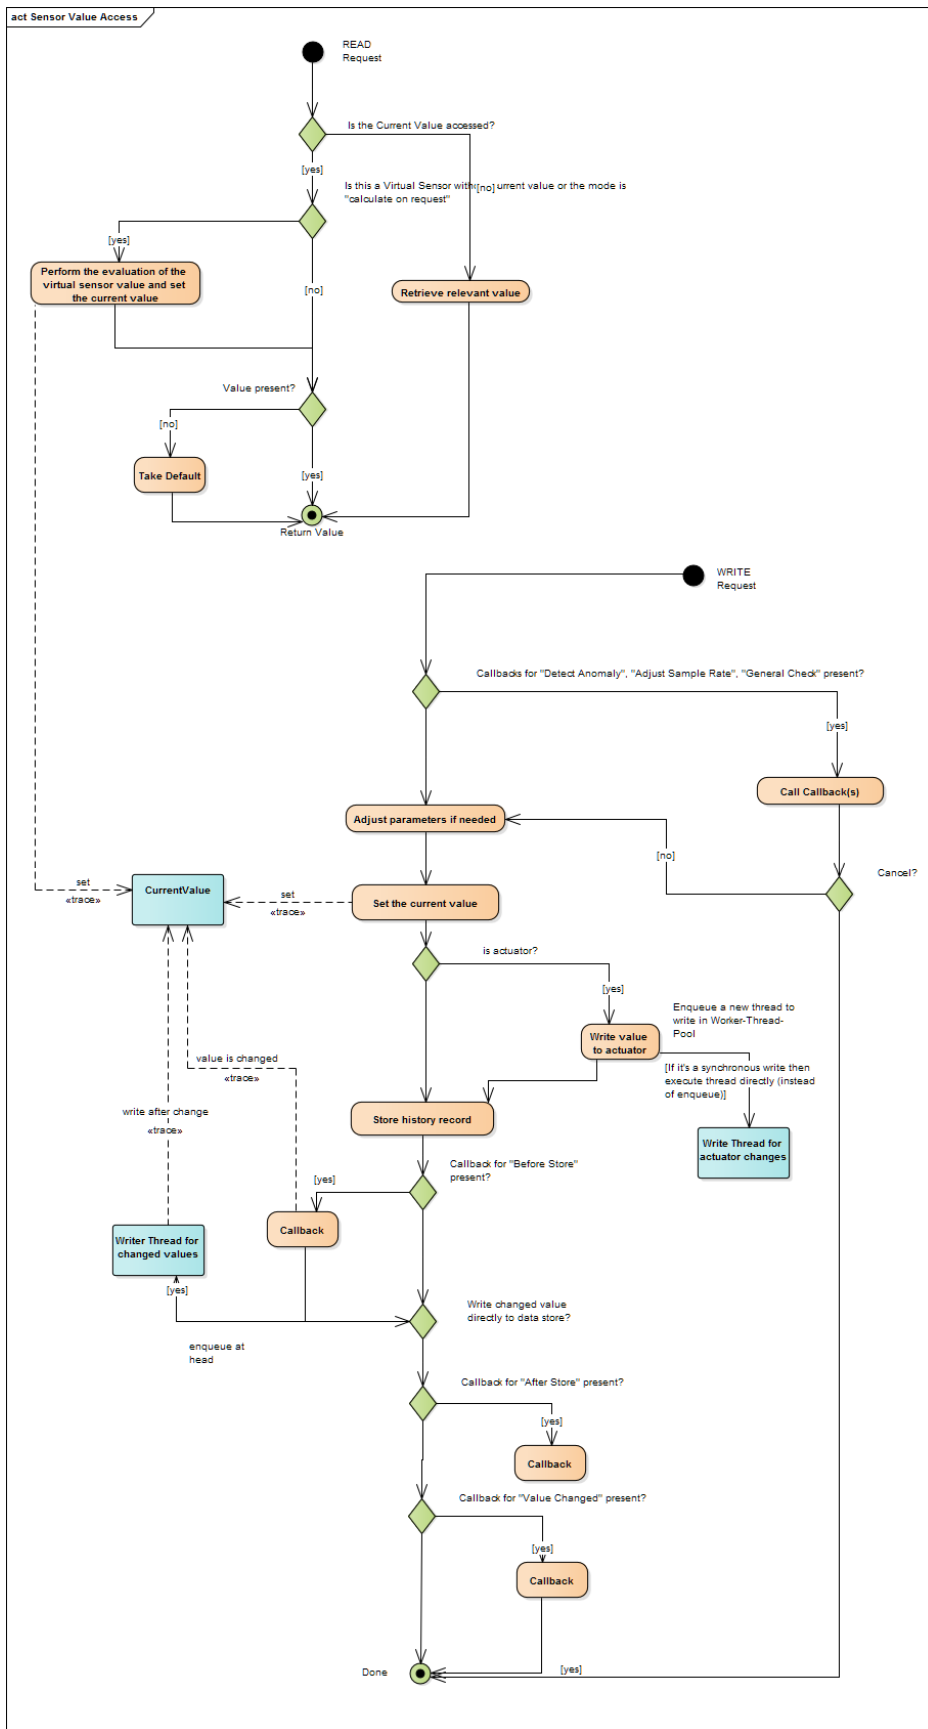 act Sensor Value Access
READ
Request
Is the Current Value accessed?
[yes]
Is this a Virtual Sensor with
[no]
urrent value or the mode is
"calculate on request"
[yes]
Perform the evaluation of the
virtual sensor value and set
the current value
[no]
Retrieve relevant value
Value present?
[no]
Take Default
[yes]
Return Value
WRITE
Request
Callbacks for "Detect Anomaly", "Adjust Sample Rate", "General Check" present?
[yes]
Call Callback(s)
Adjust parameters if needed
[no]
Cancel?
set
«trace»
CurrentValue
set
«trace»
Set the current value
is actuator?
[yes]
Enqueue a new thread to
write in Worker-Thread-
Pool
Write value
to actuator
[If it's a synchronous write then
execute thread directly (instead
of enqueue)]
value is changed
«trace»
write after change
«trace»
Store history record
Write Thread for
actuator changes
Callback for "Before Store"
present?
[yes]
Callback
Writer Thread for
changed values
[yes]
Write changed value
directly to data store?
enqueue at
head
Callback for "After Store" present?
[yes]
Callback
Callback for "Value Changed" present?
[yes]
Callback
Done
[yes]